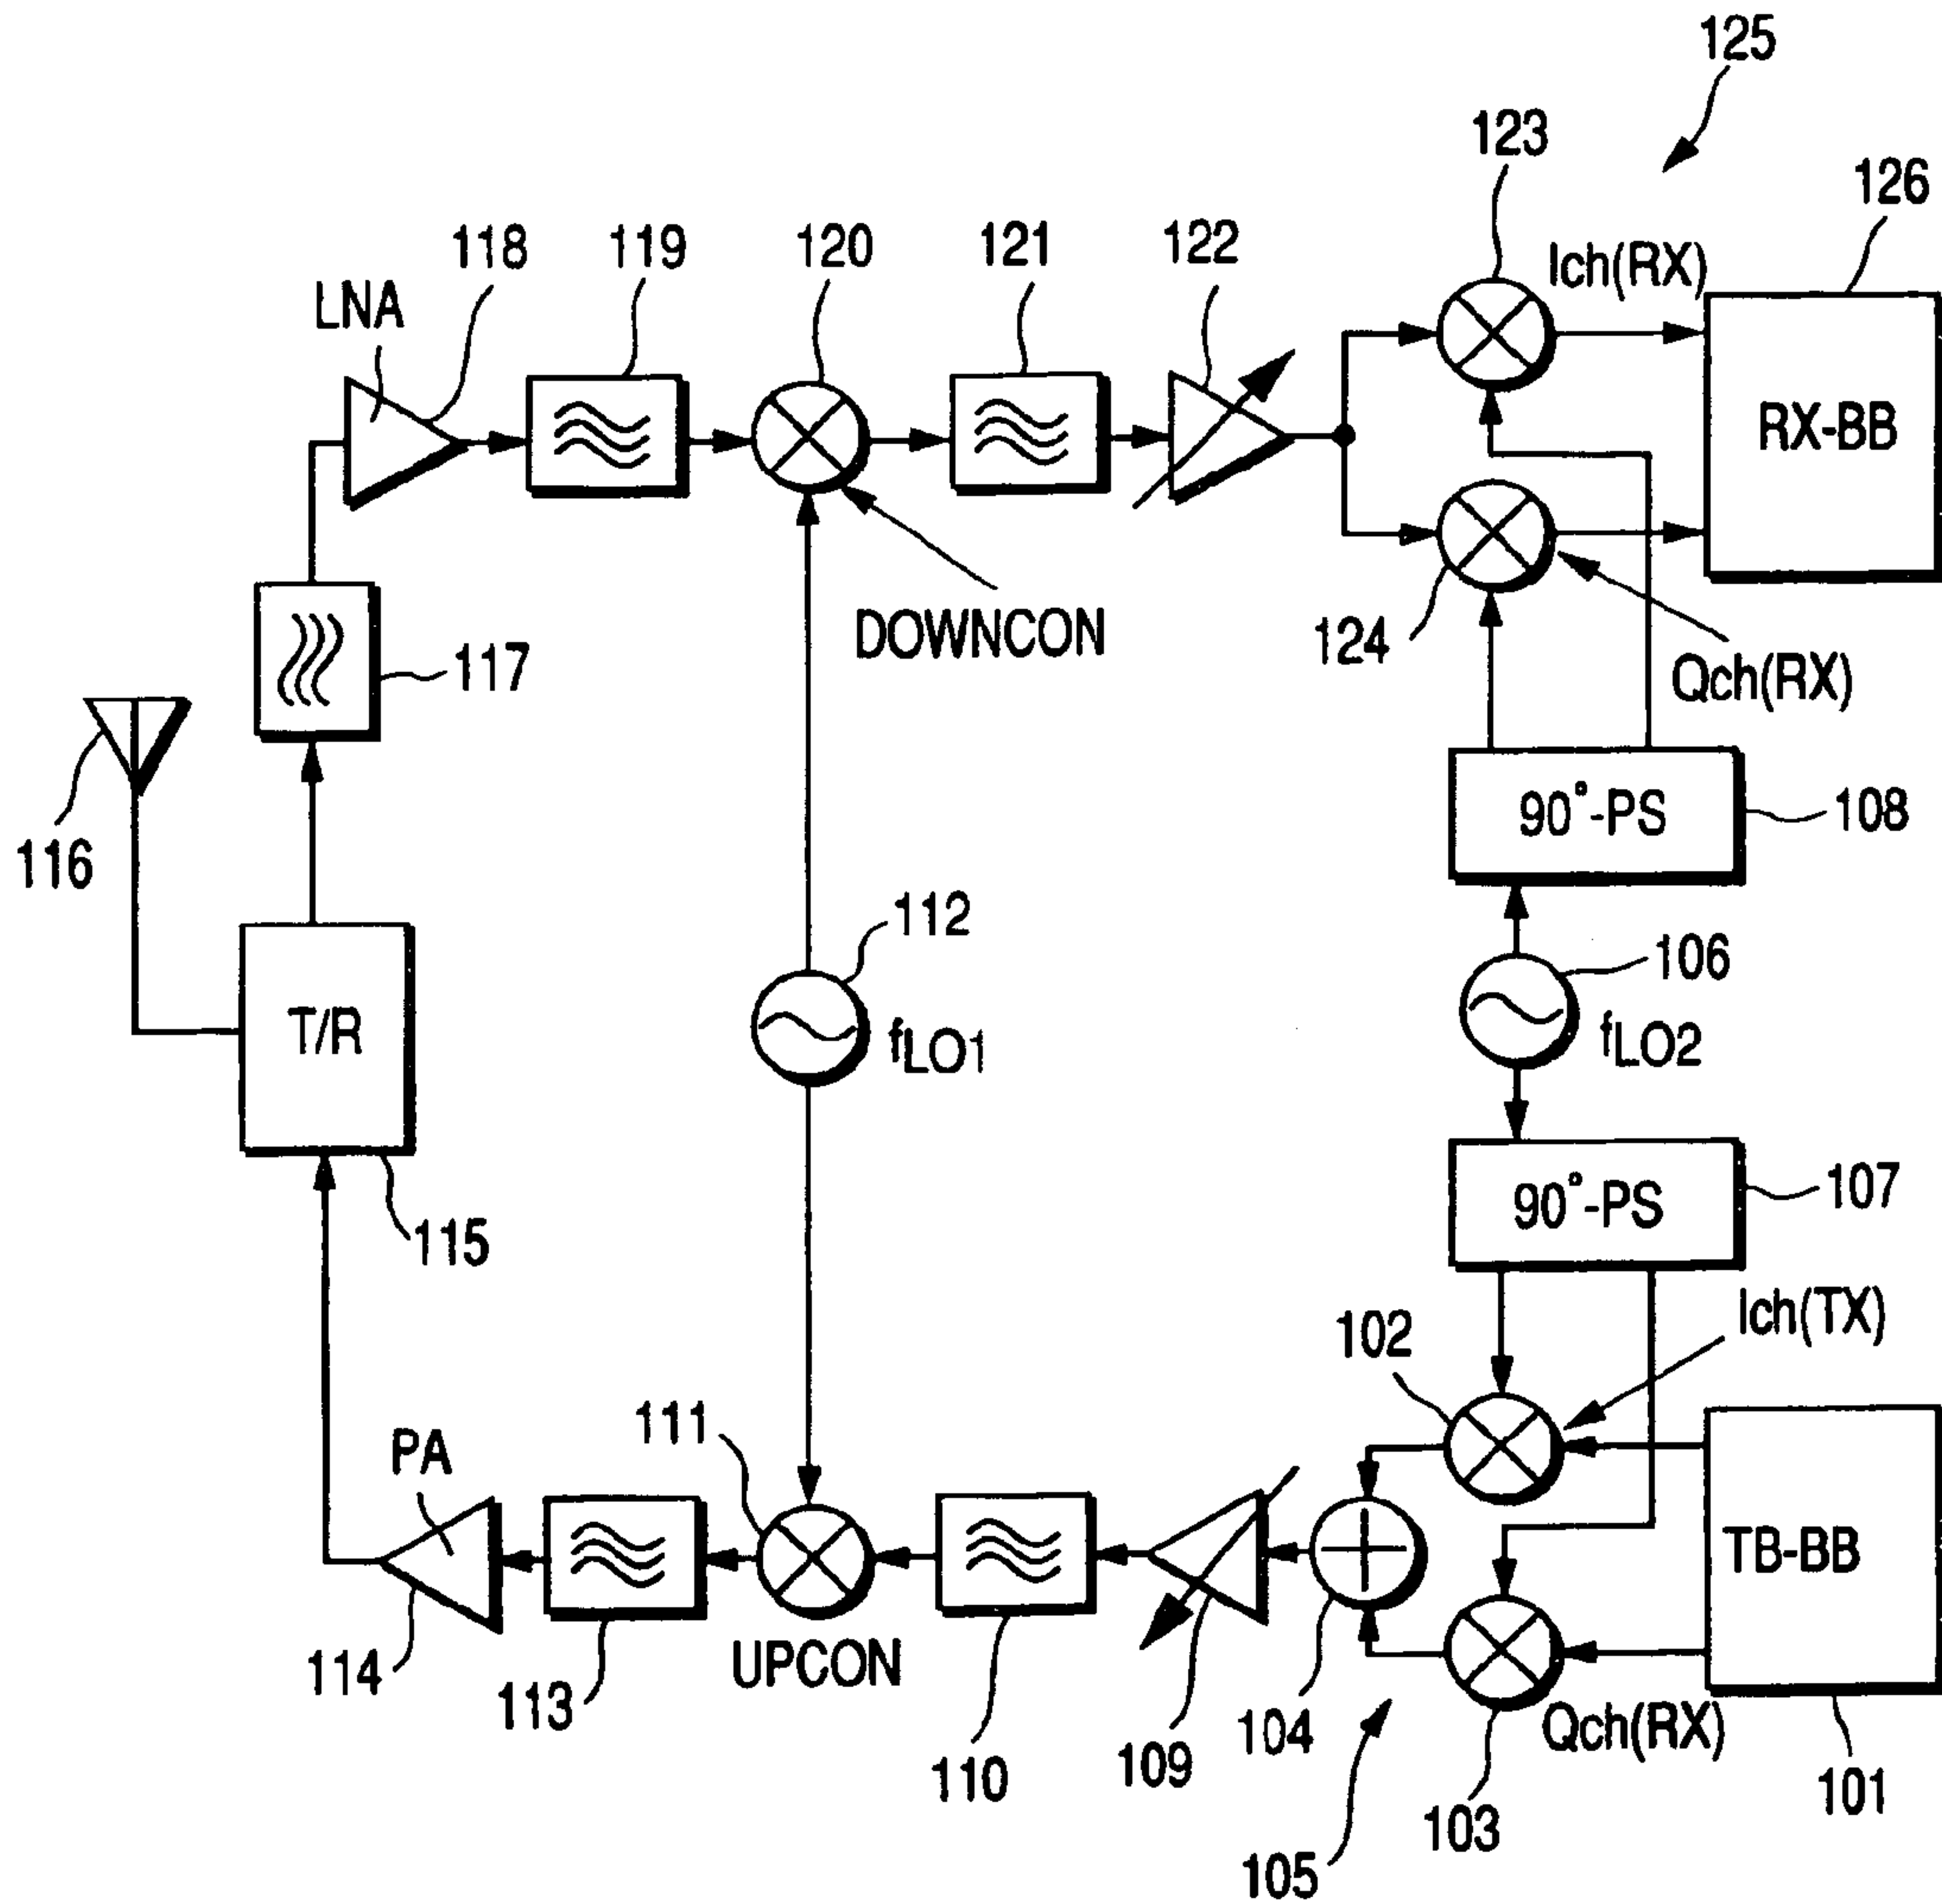 125
123
126
118
119
120
121
122
Ich(RX)
LNA
RX-BB
DOWNCON
124
117
Qch(RX)
116
90°-PS
108
112
106
T/R
fLO1
fLO2
90°-PS
107
115
Ich(TX)
102
111
PA
TB-BB
114
113
UPCON
110
109
104
Qch(RX)
103
101
105